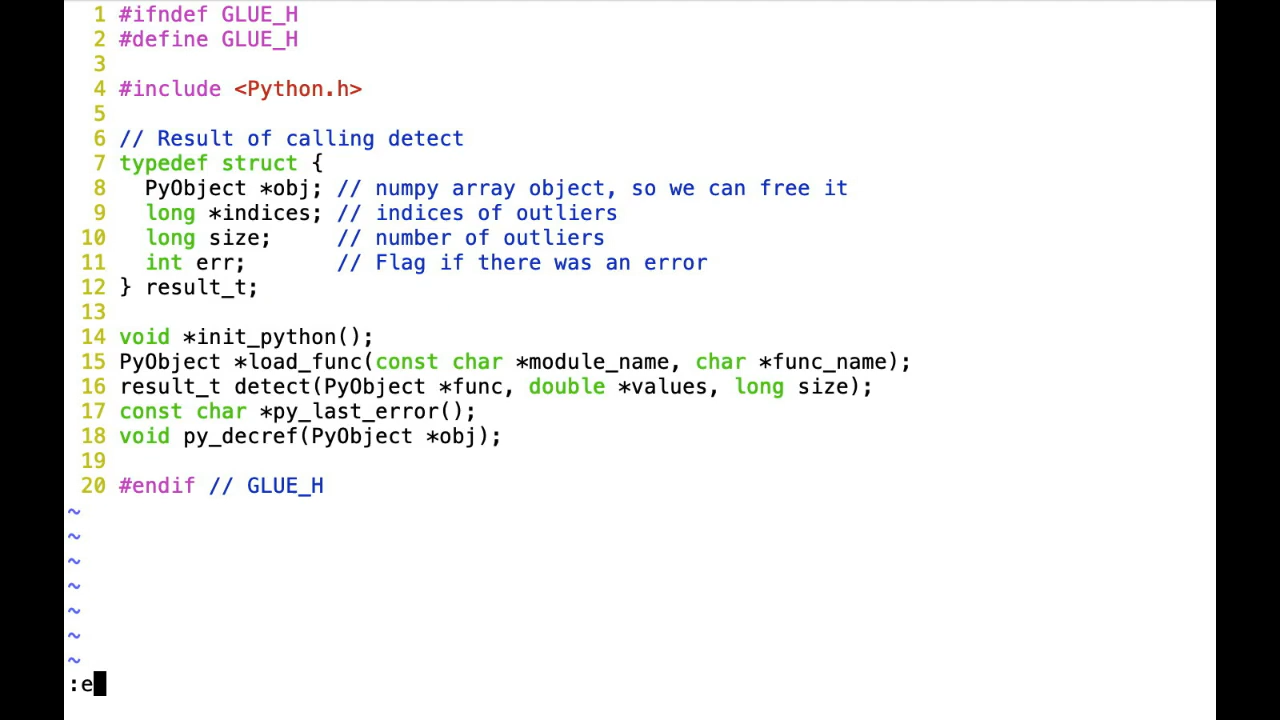 1 #ifndef GLUE_H
2 #define GLUE_H
3
4 #include <Python.h>
5
6 // Result of calling detect
7 typedef struct {
8   PyObject *obj; // numpy array object, so we can free it
9   long *indices; // indices of outliers
10   long size;     // number of outliers
11   int err;       // Flag if there was an error
12 } result_t;
13
14 void *init_python();
15 PyObject *load_func(const char *module_name, char *func_name);
16 result_t detect(PyObject *func, double *values, long size);
17 const char *py_last_error();
18 void py_decref(PyObject *obj);
19
20 #endif // GLUE_H
~
~
~
~
~
~
~
:e